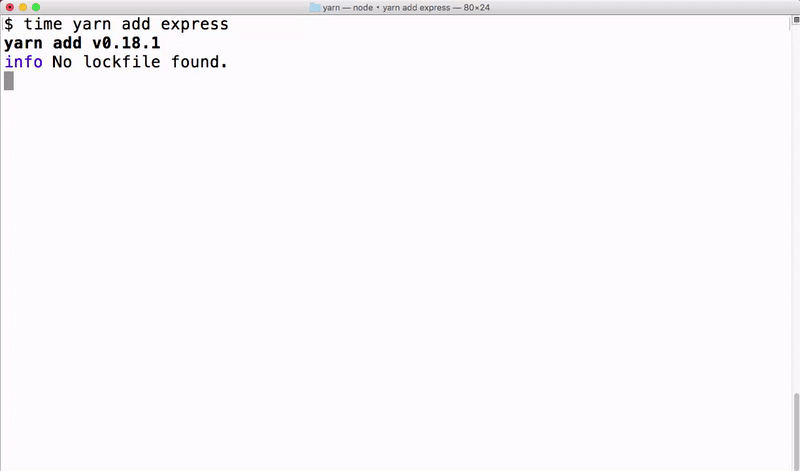 yarn — node • yarn add express — 80×24
$ time yarn add express
yarn add v0.18.1
info No lockfile found.